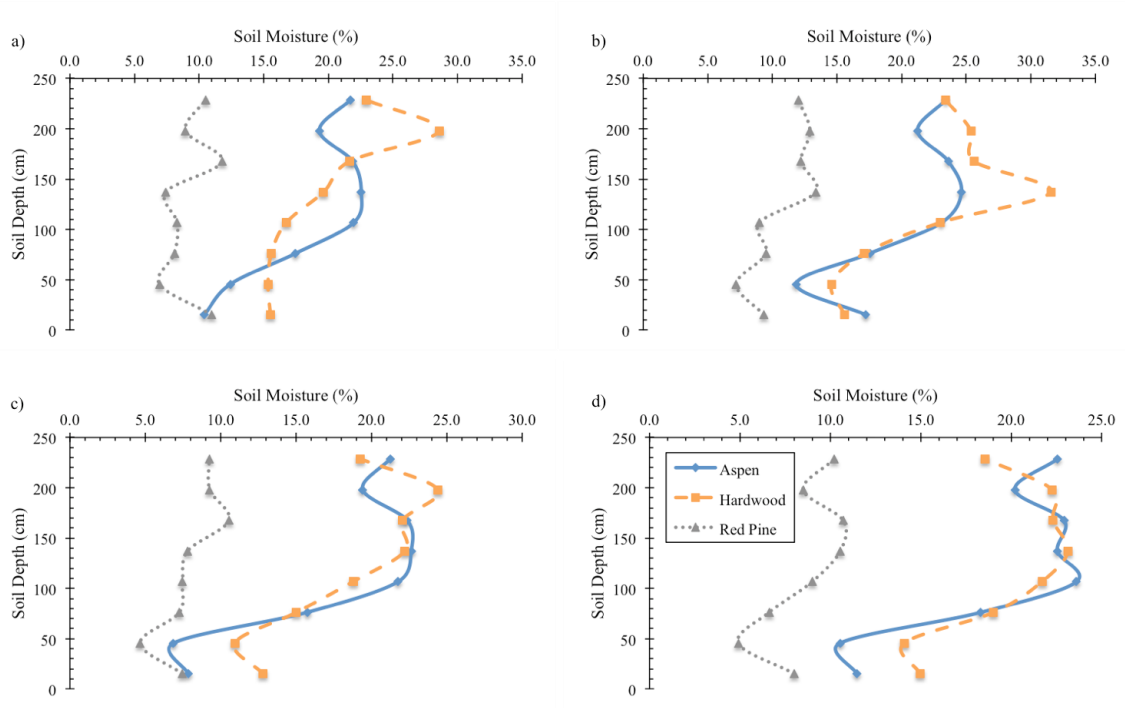 a)
Soil Moisture (%)
0.0 5.0 10.0 15.0 20.0 25.0 30.0 35.0
250
200
150
100
50
0
Soil Depth (cm)
b)
Soil Moisture (%)
0.0 5.0 10.0 15.0 20.0 25.0 30.0 35.0
250
200
150
100
50
0
Soil Depth (cm)
c)
Soil Moisture (%)
0.0 5.0 10.0 15.0 20.0 25.0 30.0
250
200
150
100
50
0
Soil Depth (cm)
d)
Soil Moisture (%)
0.0 5.0 10.0 15.0 20.0 25.0
250
200
150
100
50
0
Soil Depth (cm)
Aspen
Hardwood
Red Pine